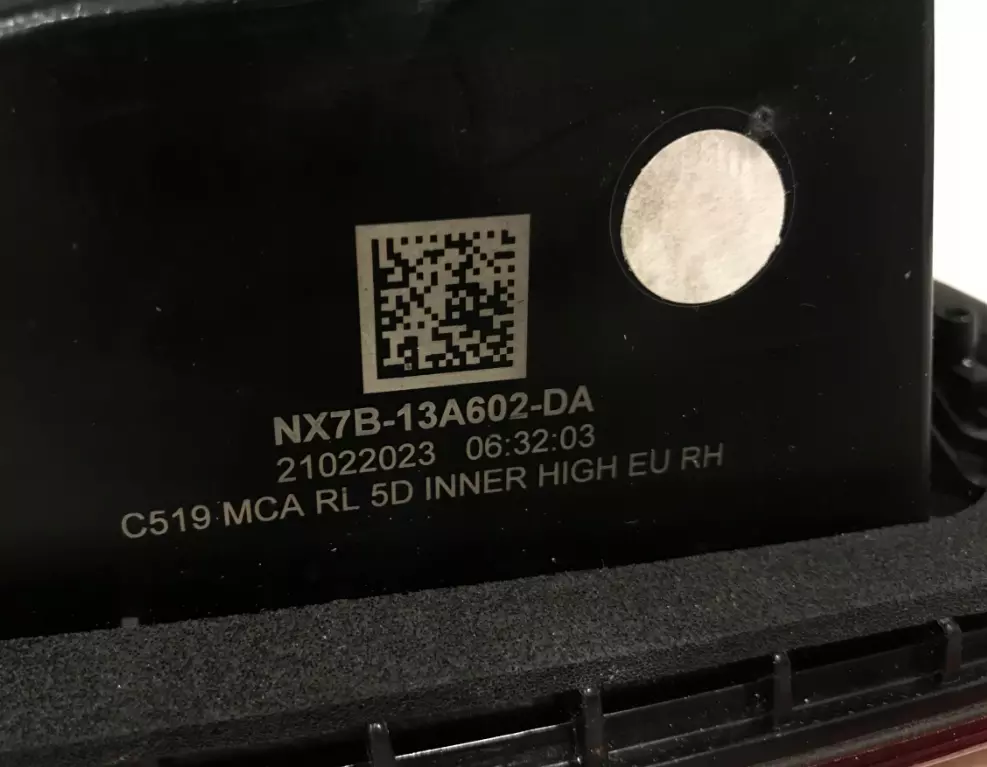 NX7B-13A602-DA
21022023 06:32:03
C519 MCA RL 5D INNER HIGH EU RH